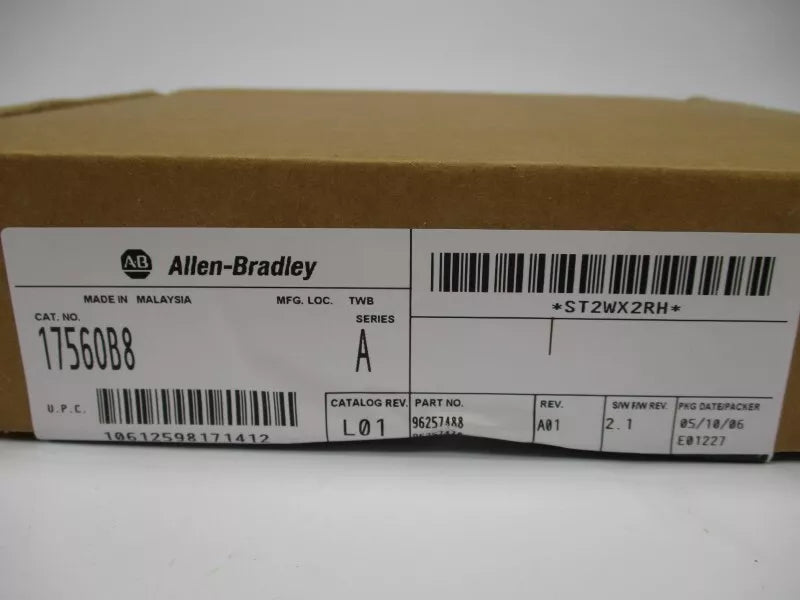 AB Allen-Bradley
MADE IN MALAYSIA MFG. LOC. TWB
CAT. NO. SERIES
1756OB8 A
U.P.C.
10612598171412
CATALOG REV.
L01
*ST2WX2RH*
PART NO. REV. S/W F/W REV. PKG DATE/PACKER
96257488 A01 2.1 05/10/06
E01227